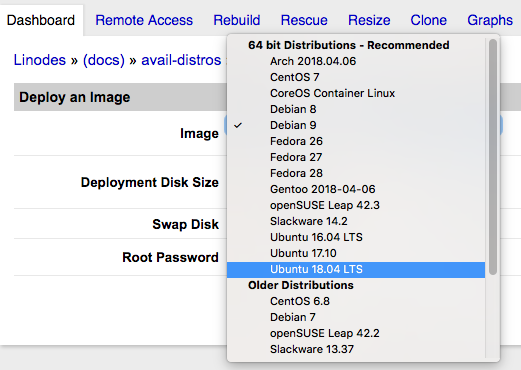 Dashboard Remote Access Rebuild Rescue Resize Clone Graphs
Linodes » (docs) » avail-distros
Deploy an Image
Image
Deployment Disk Size
Swap Disk
Root Password
64 bit Distributions - Recommended
Arch 2018.04.06
CentOS 7
CoreOS Container Linux
Debian 8
✓ Debian 9
Fedora 26
Fedora 27
Fedora 28
Gentoo 2018-04-06
openSUSE Leap 42.3
Slackware 14.2
Ubuntu 16.04 LTS
Ubuntu 17.10
Ubuntu 18.04 LTS
Older Distributions
CentOS 6.8
Debian 7
openSUSE Leap 42.2
Slackware 13.37